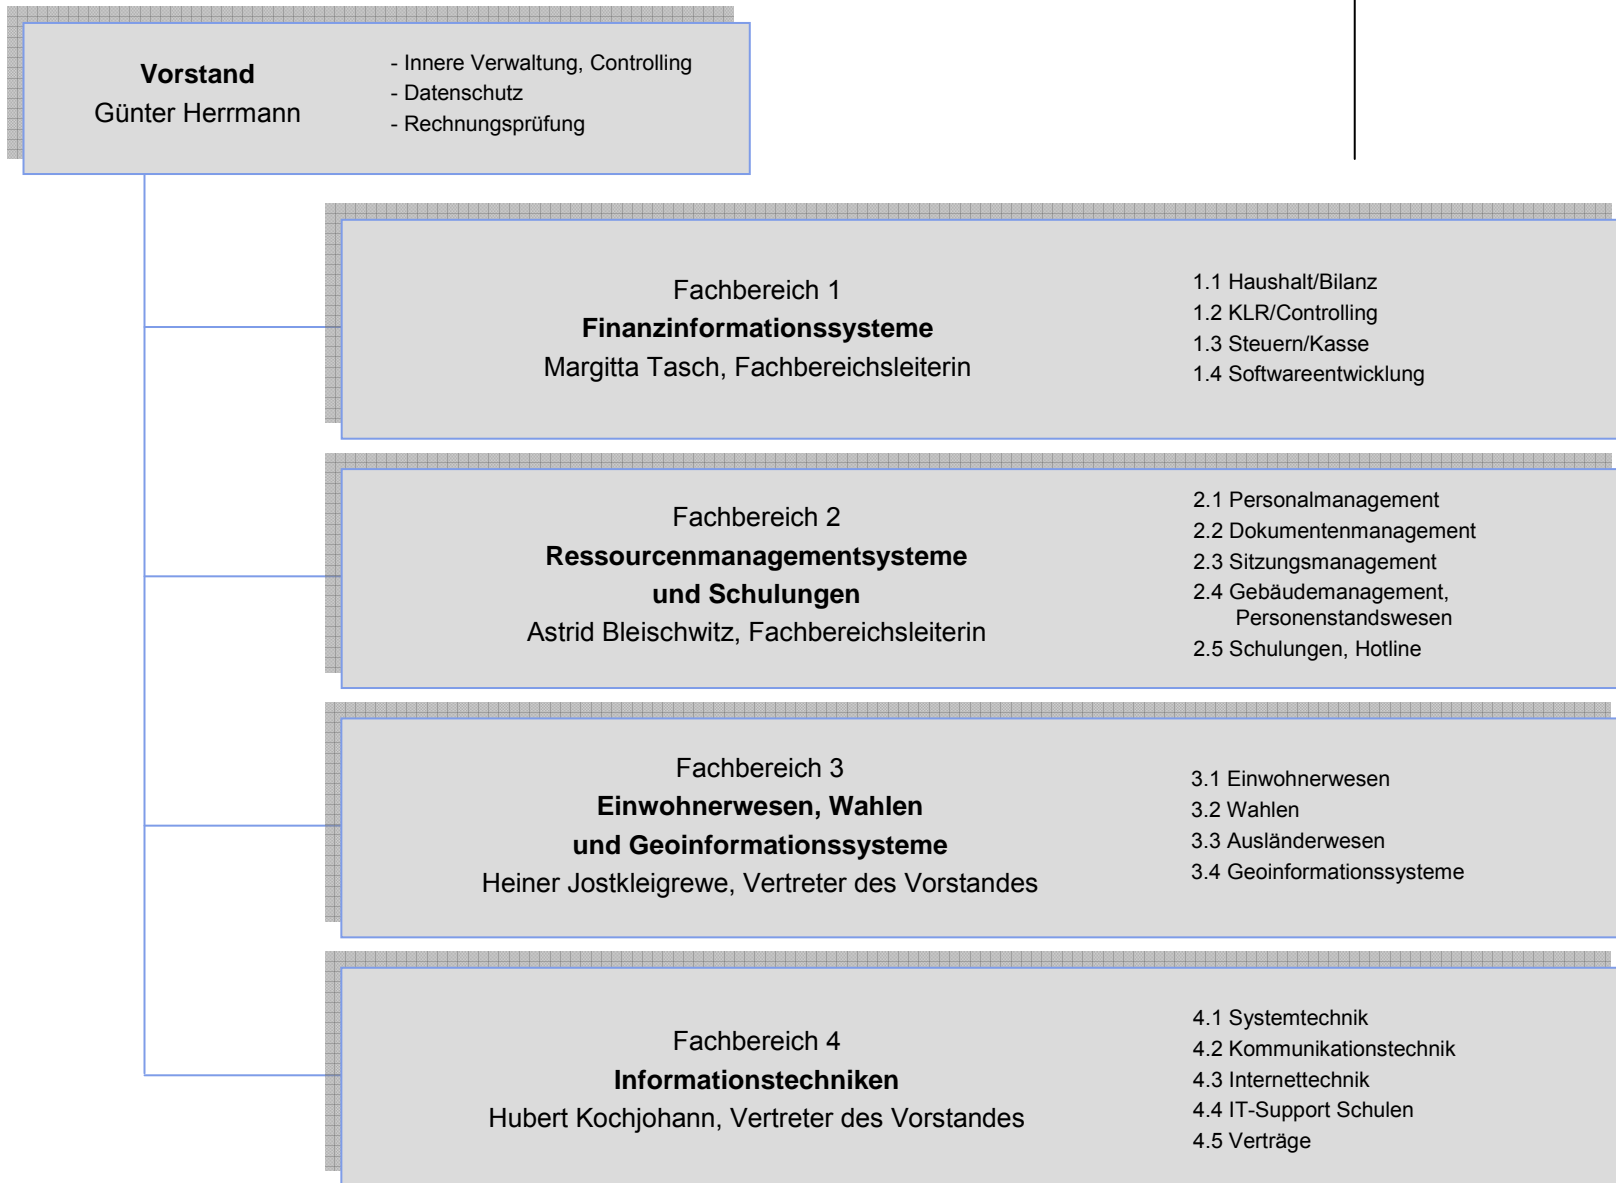 Vorstand
Günter Herrmann
- Innere Verwaltung, Controlling
- Datenschutz
- Rechnungsprüfung
Fachbereich 1
Finanzinformationssysteme
Margitta Tasch, Fachbereichsleiterin
1.1 Haushalt/Bilanz
1.2 KLR/Controlling
1.3 Steuern/Kasse
1.4 Softwareentwicklung
Fachbereich 2
Ressourcenmanagementsysteme
und Schulungen
Astrid Bleischwitz, Fachbereichsleiterin
2.1 Personalmanagement
2.2 Dokumentenmanagement
2.3 Sitzungsmanagement
2.4 Gebäudemanagement,
Personenstandswesen
2.5 Schulungen, Hotline
Fachbereich 3
Einwohnerwesen, Wahlen
und Geoinformationssysteme
Heiner Jostkleigrewe, Vertreter des Vorstandes
3.1 Einwohnerwesen
3.2 Wahlen
3.3 Ausländerwesen
3.4 Geoinformationssysteme
Fachbereich 4
Informationstechniken
Hubert Kochjohann, Vertreter des Vorstandes
4.1 Systemtechnik
4.2 Kommunikationstechnik
4.3 Internettechnik
4.4 IT-Support Schulen
4.5 Verträge